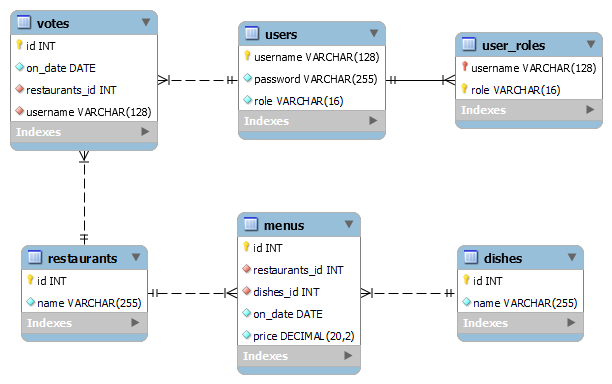 votes
id INT
on_date DATE
restaurants_id INT
username VARCHAR(128)
Indexes
users
username VARCHAR(128)
password VARCHAR(255)
role VARCHAR(16)
Indexes
user_roles
username VARCHAR(128)
role VARCHAR(16)
Indexes
restaurants
id INT
name VARCHAR(255)
Indexes
menus
id INT
restaurants_id INT
dishes_id INT
on_date DATE
price DECIMAL(20,2)
Indexes
dishes
id INT
name VARCHAR(255)
Indexes